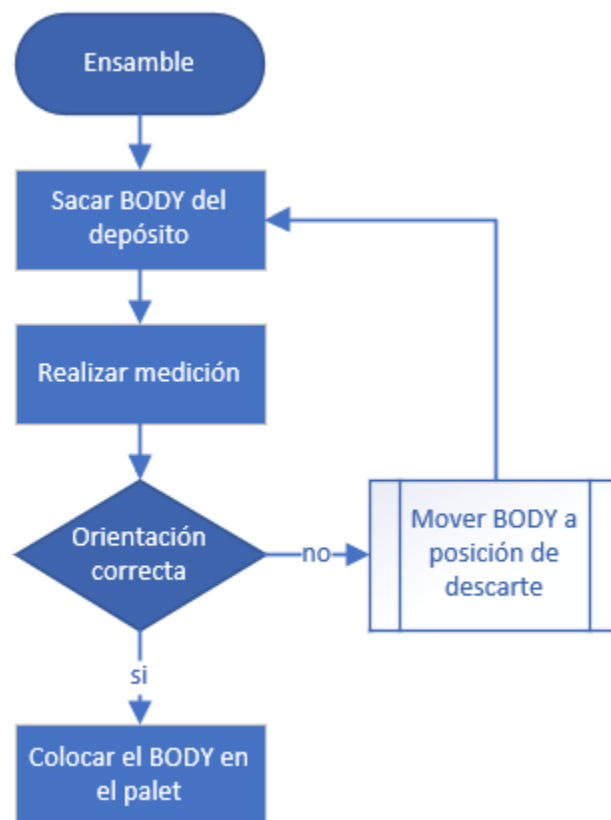 Ensamble
Sacar BODY del
depósito
Realizar medición
Orientación
correcta
no
Mover BODY a
posición de
descarte
si
Colocar el BODY en
el palet